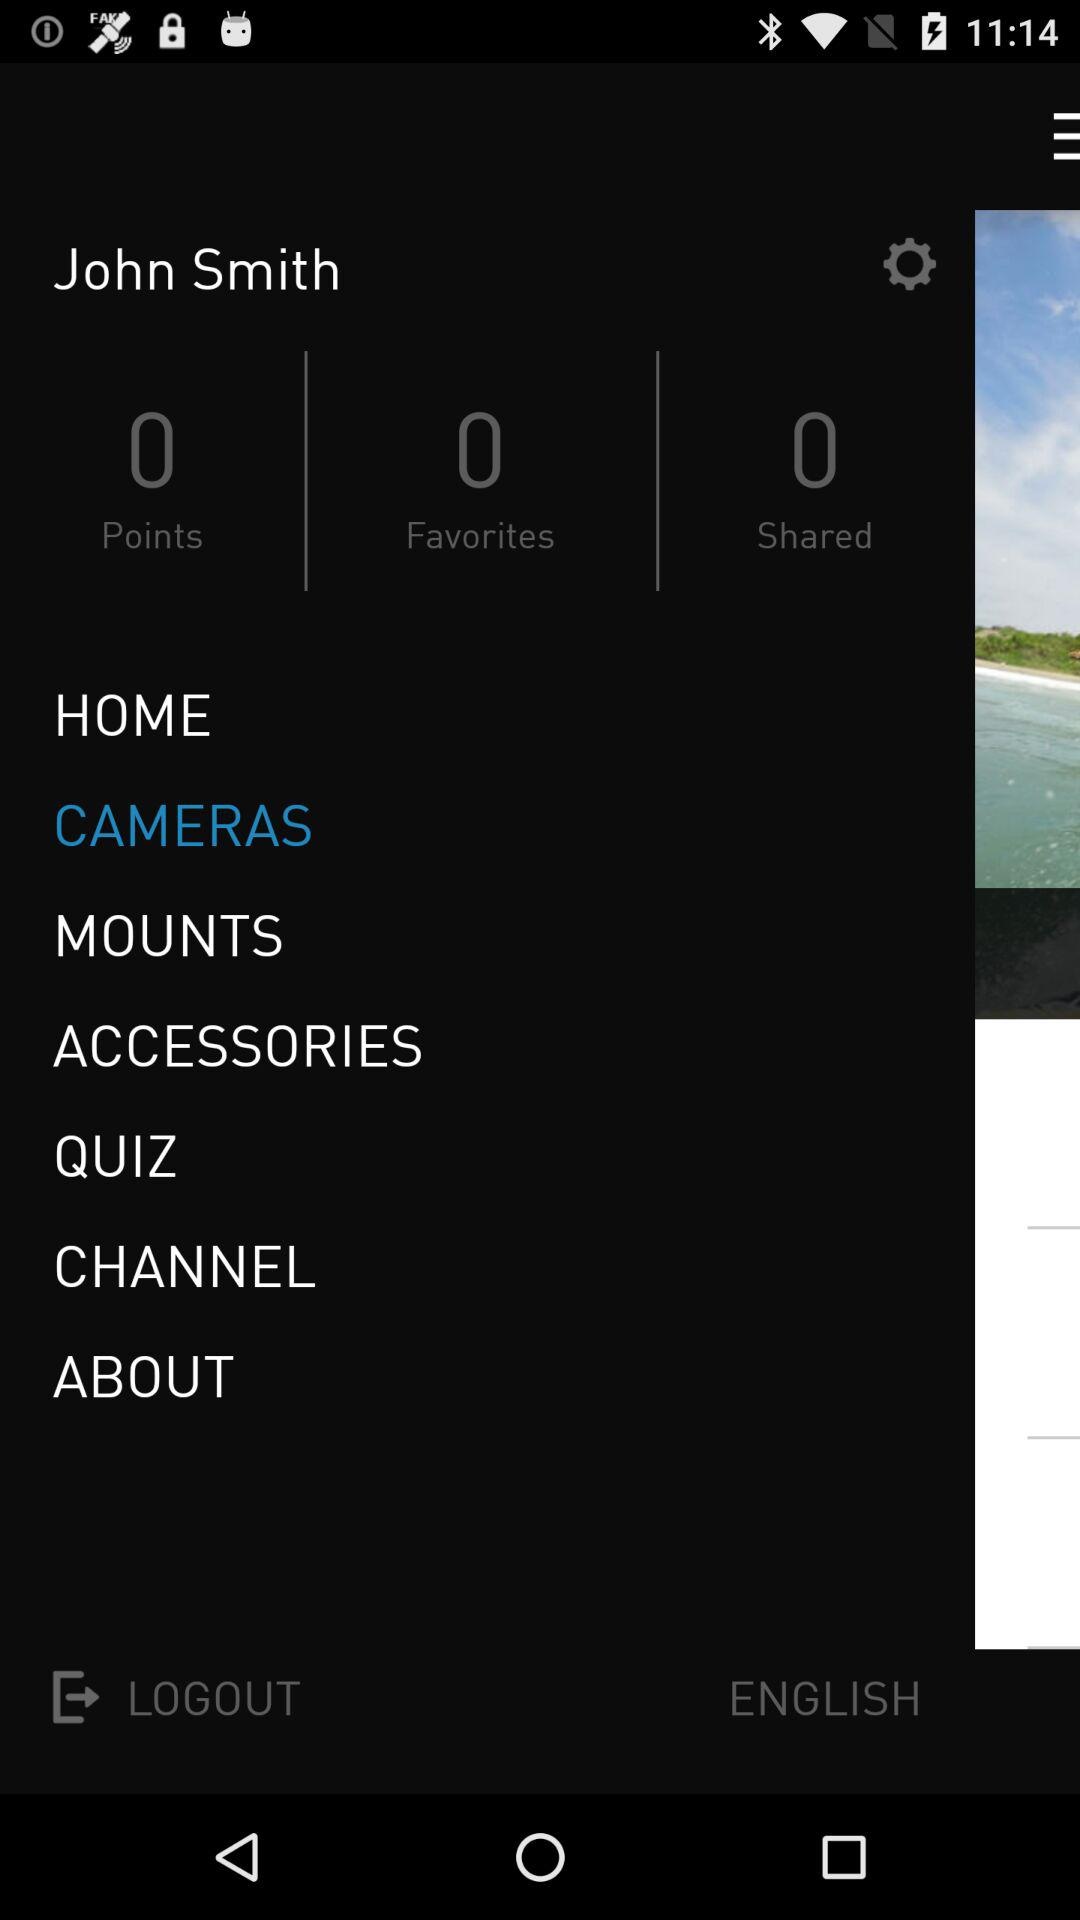 FAKE
11:14
John Smith
0 0 0
Points Favorites Shared
HOME
CAMERAS
MOUNTS
ACCESSORIES
QUIZ
CHANNEL
ABOUT
LOGOUT ENGLISH